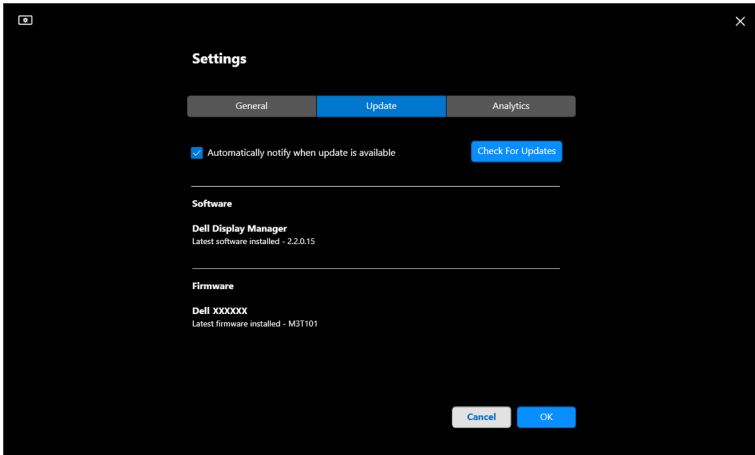 Settings
General Update Analytics
Automatically notify when update is available Check For Updates
Software
Dell Display Manager
Latest software installed - 2.2.0.15
Firmware
Dell XXXXXX
Latest firmware installed - M3T101
Cancel OK